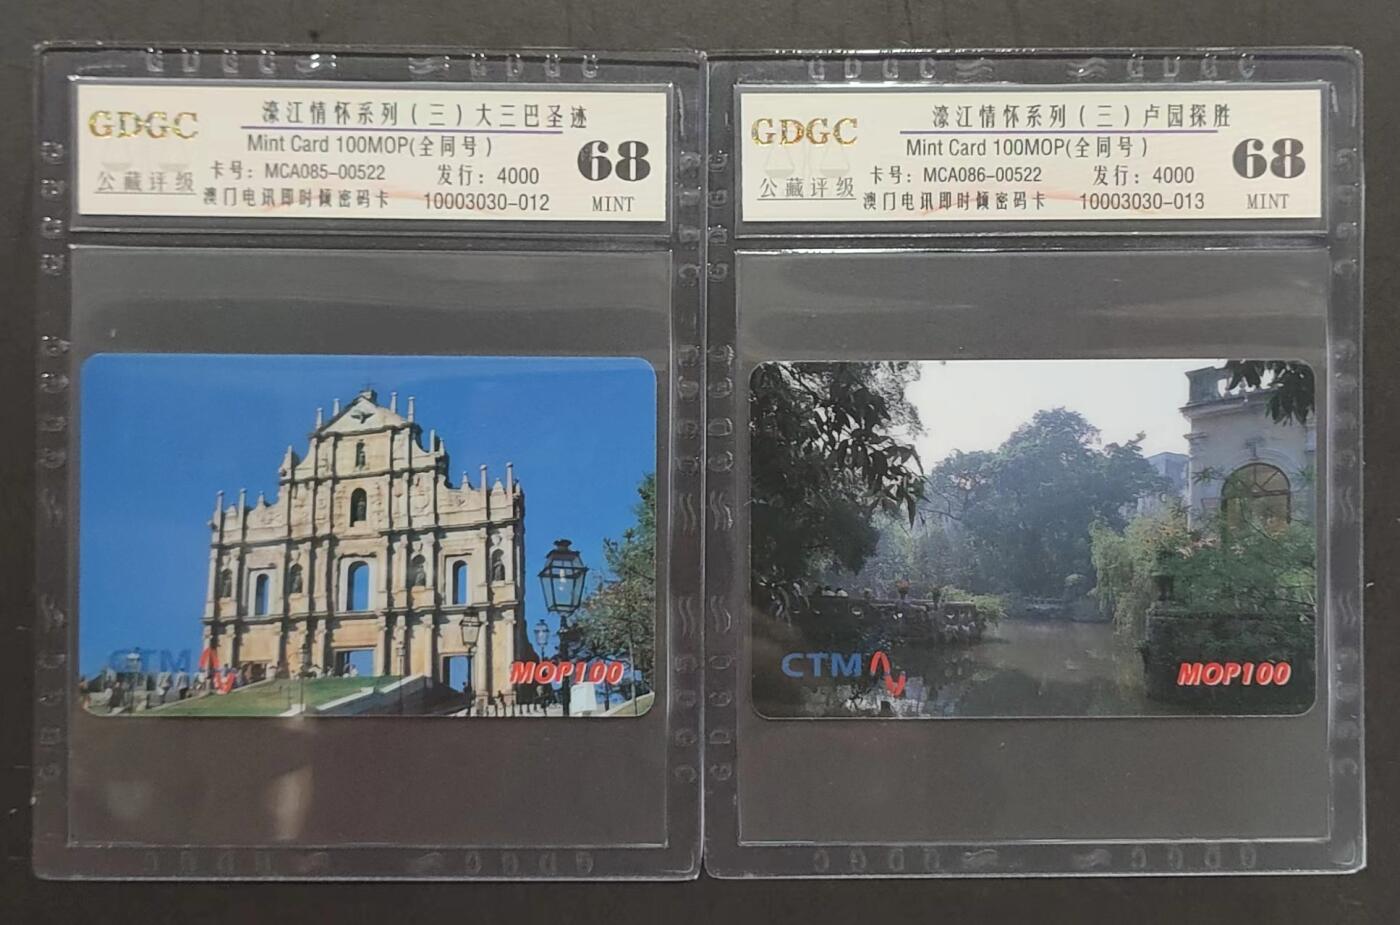 GDGC
公藏评级
濠江情怀系列（三）大三巴圣迹
Mint Card 100MOP(全同号)
卡号：MCA085-00522 发行：4000
澳门电讯即时倾密码卡 10003030-012
68
MINT
CTM
MOP100
GDGC
公藏评级
濠江情怀系列（三）卢园探胜
Mint Card 100MOP(全同号)
卡号：MCA086-00522 发行：4000
澳门电讯即时倾密码卡 10003030-013
68
MINT
CTM
MOP100